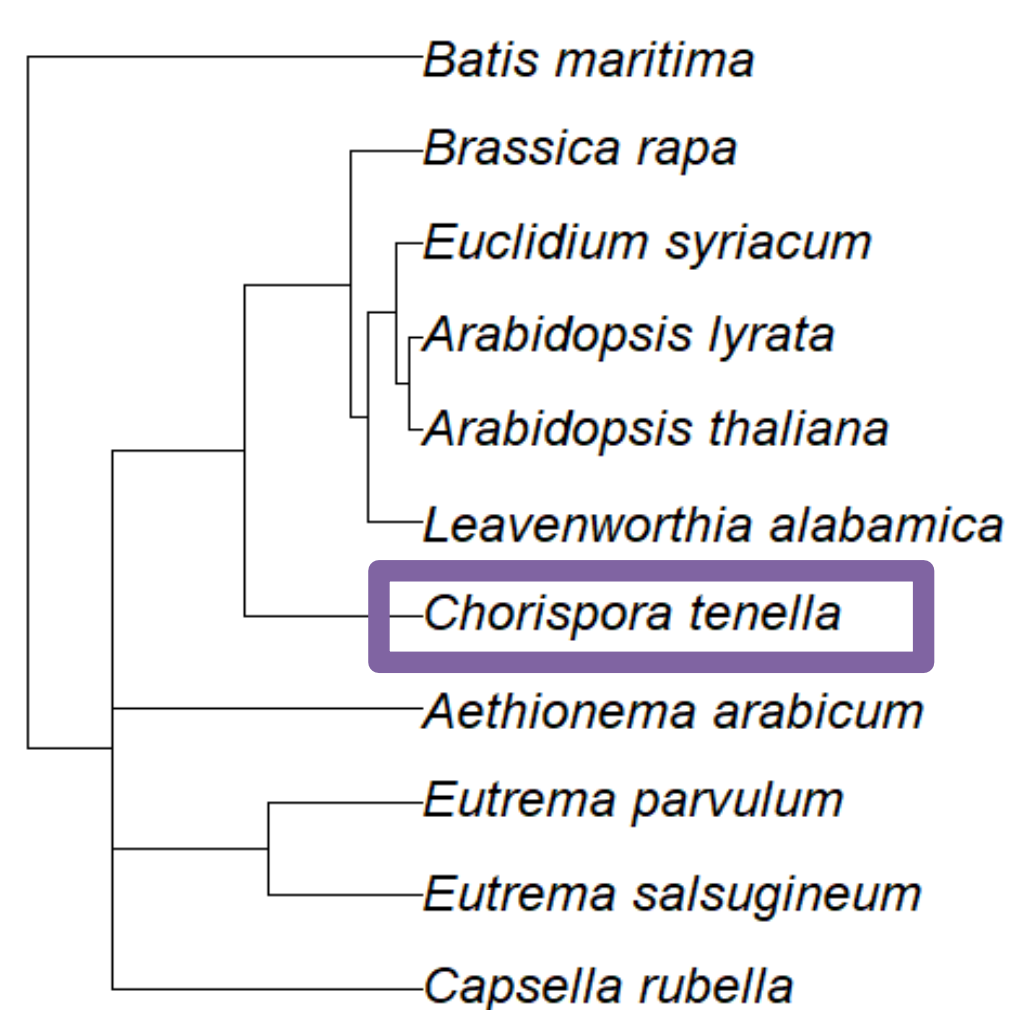 Batis maritima
Brassica rapa
Euclidium syriacum
Arabidopsis lyrata
Arabidopsis thaliana
Leavenworthia alabamica
Chorispora tenella
Aethionema arabicum
Eutrema parvulum
Eutrema salsugineum
Capsella rubella